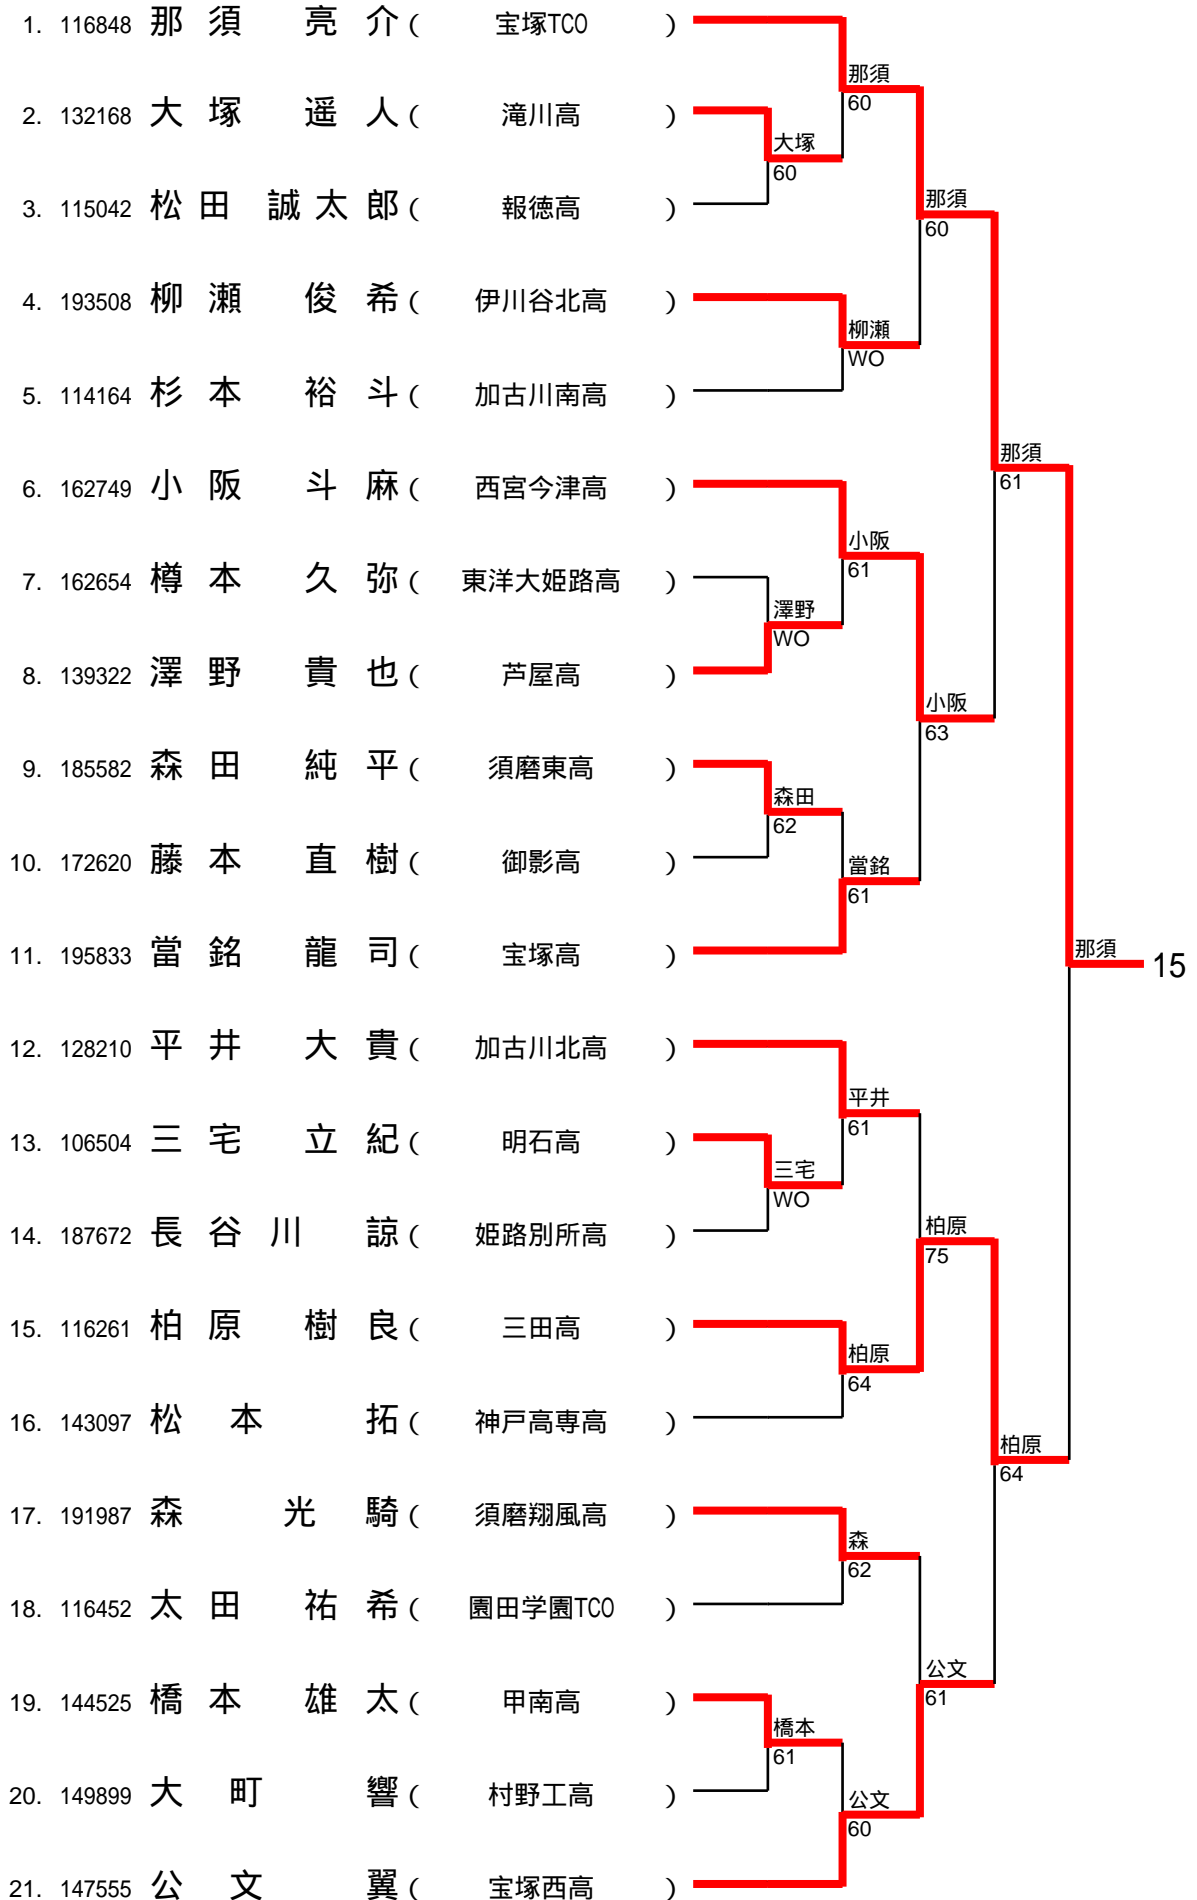 1. 116848 那須 亮介 ( 宝塚TCO )
那須
60
2. 132168 大塚 遥人 ( 滝川高 )
大塚
60
3. 115042 松田 誠太郎 ( 報徳高 )
那須
60
4. 193508 柳瀬 俊希 ( 伊川谷北高 )
柳瀬
WO
5. 114164 杉本 裕斗 ( 加古川南高 )
那須
61
6. 162749 小阪 斗麻 ( 西宮今津高 )
小阪
61
7. 162654 樽本 久弥 ( 東洋大姫路高 )
澤野
WO
8. 139322 澤野 貴也 ( 芦屋高 )
小阪
63
9. 185582 森田 純平 ( 須磨東高 )
森田
62
10. 172620 藤本 直樹 ( 御影高 )
當銘
61
11. 195833 當銘 龍司 ( 宝塚高 )
那須
15
12. 128210 平井 大貴 ( 加古川北高 )
平井
61
13. 106504 三宅 立紀 ( 明石高 )
三宅
WO
14. 187672 長谷川 諒 ( 姫路別所高 )
柏原
75
15. 116261 柏原 樹良 ( 三田高 )
柏原
64
16. 143097 松本 拓 ( 神戸高専高 )
柏原
64
17. 191987 森 光騎 ( 須磨翔風高 )
森
62
18. 116452 太田 祐希 ( 園田学園TCO )
公文
61
19. 144525 橋本 雄太 ( 甲南高 )
橋本
61
20. 149899 大町 響 ( 村野工高 )
公文
60
21. 147555 公文 翼 ( 宝塚西高 )